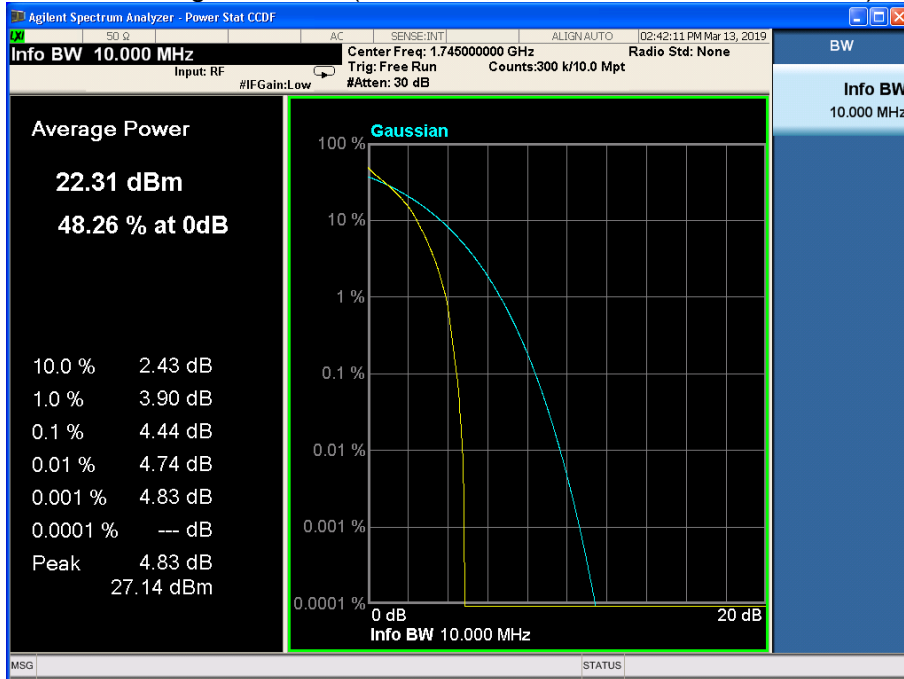 Agilent Spectrum Analyzer - Power Stat CCDF
LXI 50 Ω AC SENSE:INT ALIGN AUTO 02:42:11 PM Mar 13, 2019
Info BW 10.000 MHz
Center Freq: 1.745000000 GHz Radio Std: None
Input: RF Trig: Free Run Counts:300 k/10.0 Mpt
#IFGain:Low #Atten: 30 dB
BW
Info BW
10.000 MHz
Average Power
22.31 dBm
48.26 % at 0dB
10.0 % 2.43 dB
1.0 % 3.90 dB
0.1 % 4.44 dB
0.01 % 4.74 dB
0.001 % 4.83 dB
0.0001 % --- dB
Peak 4.83 dB
27.14 dBm
Gaussian
100 %
10 %
1 %
0.1 %
0.01 %
0.001 %
0.0001 %
0 dB 20 dB
Info BW 10.000 MHz
MSG STATUS